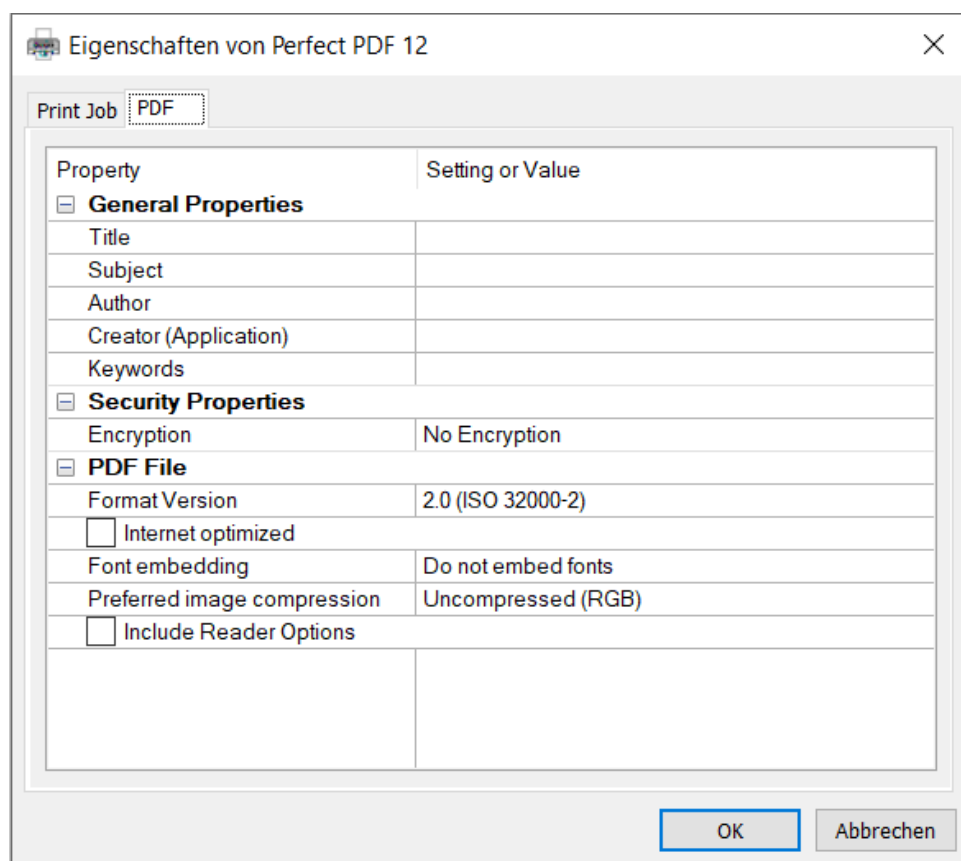 Eigenschaften von Perfect PDF 12
Print Job PDF
Property Setting or Value
General Properties
Title
Subject
Author
Creator (Application)
Keywords
Security Properties
Encryption No Encryption
PDF File
Format Version 2.0 (ISO 32000-2)
Internet optimized
Font embedding Do not embed fonts
Preferred image compression Uncompressed (RGB)
Include Reader Options
OK Abbrechen